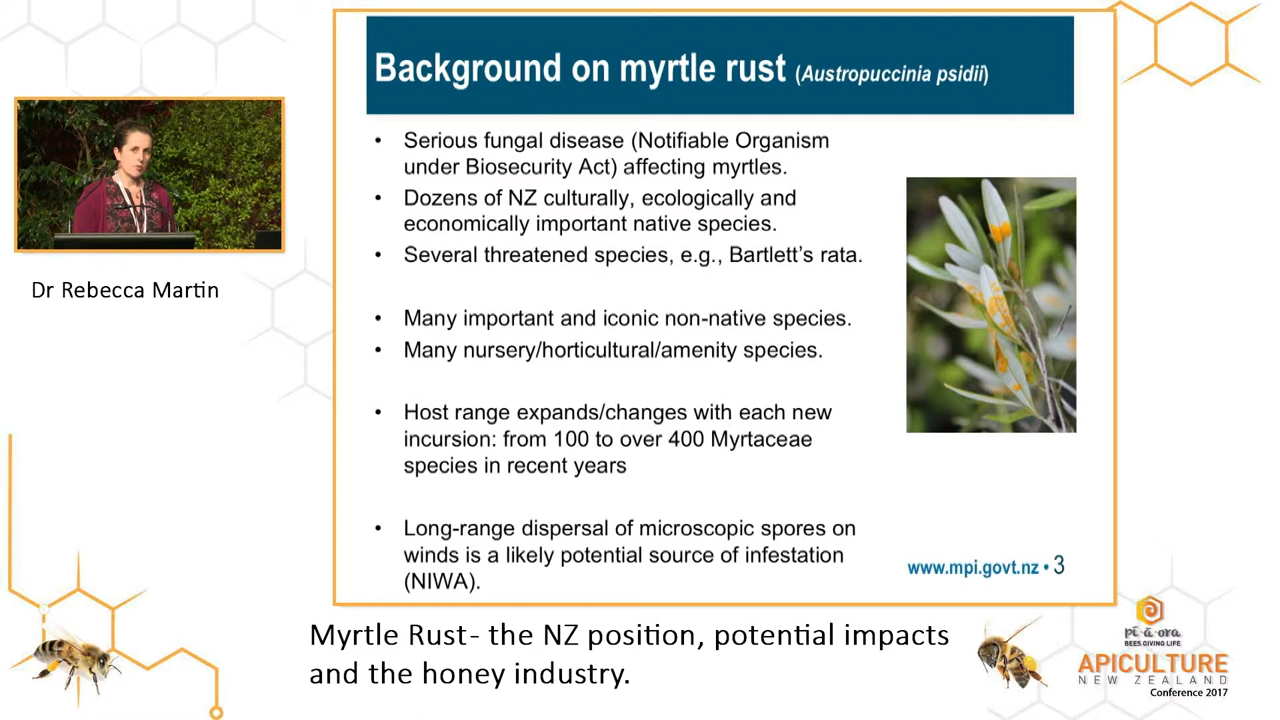 Background on myrtle rust (Austropuccinia psidii)
• Serious fungal disease (Notifiable Organism
under Biosecurity Act) affecting myrtles.
• Dozens of NZ culturally, ecologically and
economically important native species.
• Several threatened species, e.g., Bartlett's rata.
• Many important and iconic non-native species.
• Many nursery/horticultural/amenity species.
• Host range expands/changes with each new
incursion: from 100 to over 400 Myrtaceae
species in recent years
• Long-range dispersal of microscopic spores on
winds is a likely potential source of infestation
(NIWA).
www.mpi.govt.nz • 3
Dr Rebecca Martin
Myrtle Rust- the NZ position, potential impacts
and the honey industry.
pī·ā·ora
BEES GIVING LIFE
APICULTURE
NEW ZEALAND
Conference 2017